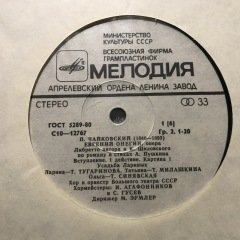 МИНИСТЕРСТВО
КУЛЬТУРЫ СССР
ВСЕСОЮЗНАЯ ФИРМА
ГРАМПЛАСТИНОК
МЕЛОДИЯ
АПРЕЛЕВСКИЙ ОРДЕНА ЛЕНИНА ЗАВОД
СТЕРЕО 33
ГОСТ 5289-80 1 (6)
С10—12767 Гр. 2. 1-30
П. ЧАЙКОВСКИЙ (1840—1893)
ЕВГЕНИЙ ОНЕГИН, опера
Либретто автора и К. Шиловского
по роману в стихах А. Пушкина
Вступление. 1 действие. Картина 1
Усадьба Лариных
Ларина—Т. ТУГАРИНОВА, Татьяна—Т. МИЛАШКИНА
Ольга—Т. СИНЯВСКАЯ
Хор и оркестр Большого театра СССР
Хормейстеры: И. АГАФОННИКОВ
и С. ГУСЕВ
Дирижер М. ЭРМЛЕР